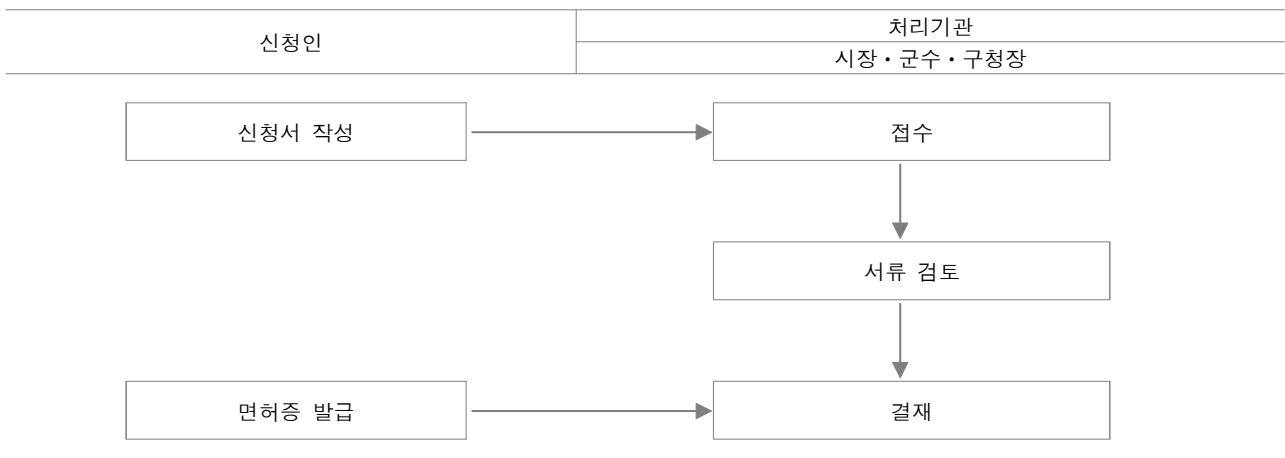 신청인
처리기관
시장·군수·구청장
신청서 작성
접수
서류 검토
면허증 발급
결재